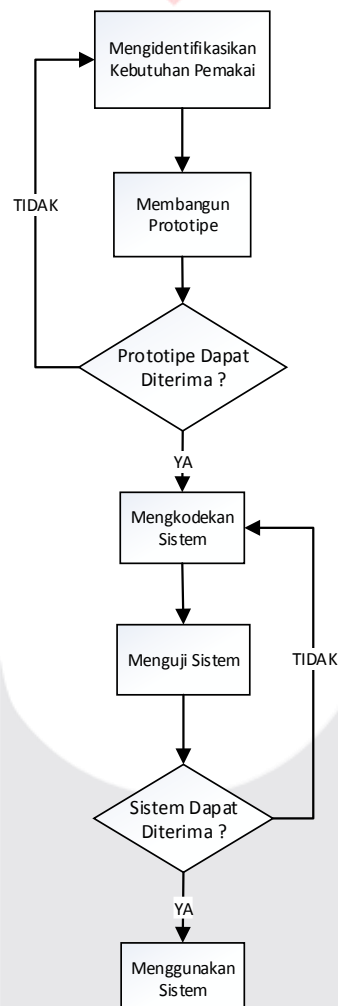 Mengidentifikasikan
Kebutuhan Pemakai
TIDAK
Membangun
Prototipe
Prototipe Dapat
Diterima ?
YA
Mengkodekan
Sistem
Menguji Sistem
TIDAK
Sistem Dapat
Diterima ?
YA
Menggunakan
Sistem